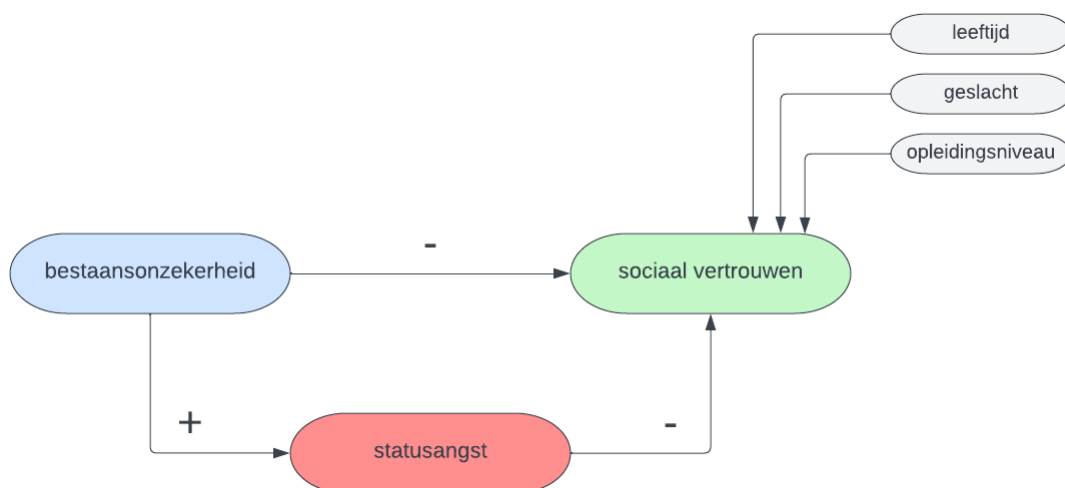 leeftijd
geslacht
opleidingsniveau
-
bestaansonzekerheid
sociaal vertrouwen
+
-
statusangst